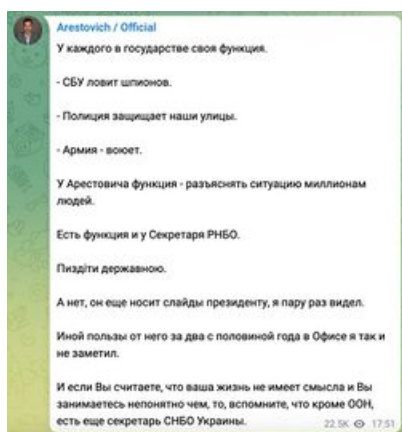 Arestovich / Official
У каждого в государстве своя функция.
- СБУ ловит шпионов.
- Полиция защищает наши улицы.
- Армия - воюет.
У Арестовича функция - разъяснять ситуацию миллионам
людей.
Есть функция и у Секретаря РНБО.
Пиздіти державною.
А нет, он еще носит слайды президенту, я пару раз видел.
Иной пользы от него за два с половиной года в Офисе я так и
не заметил.
И если Вы считаете, что ваша жизнь не имеет смысла и Вы
занимаетесь непонятно чем, то, вспомните, что кроме ООН,
есть еще секретарь СНБО Украины.
22.5K 17:51